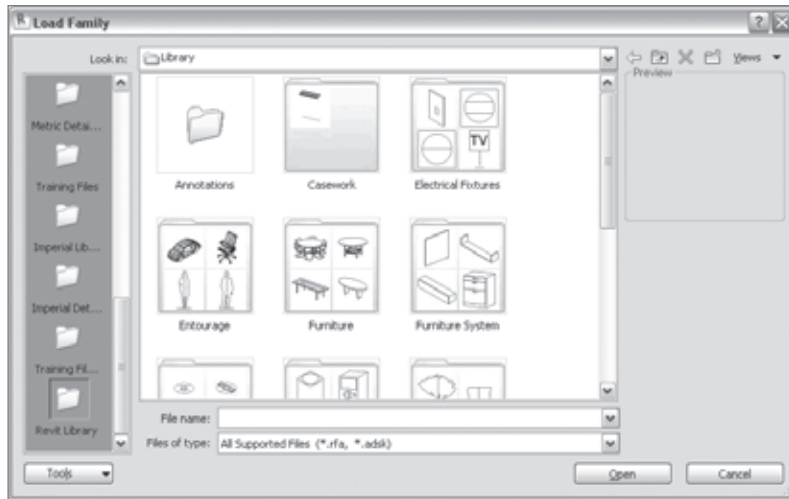 Load Family
Look in: Library
Views
Preview
Metric Detai...
Training Files
Imperial Lib...
Imperial Det...
Training Fil...
Revit Library
Annotations Casework Electrical Fixtures
TV
Entourage Furniture Furniture System
File name:
Files of type: All Supported Files (*.rfa, *.adsk)
Tools Open Cancel